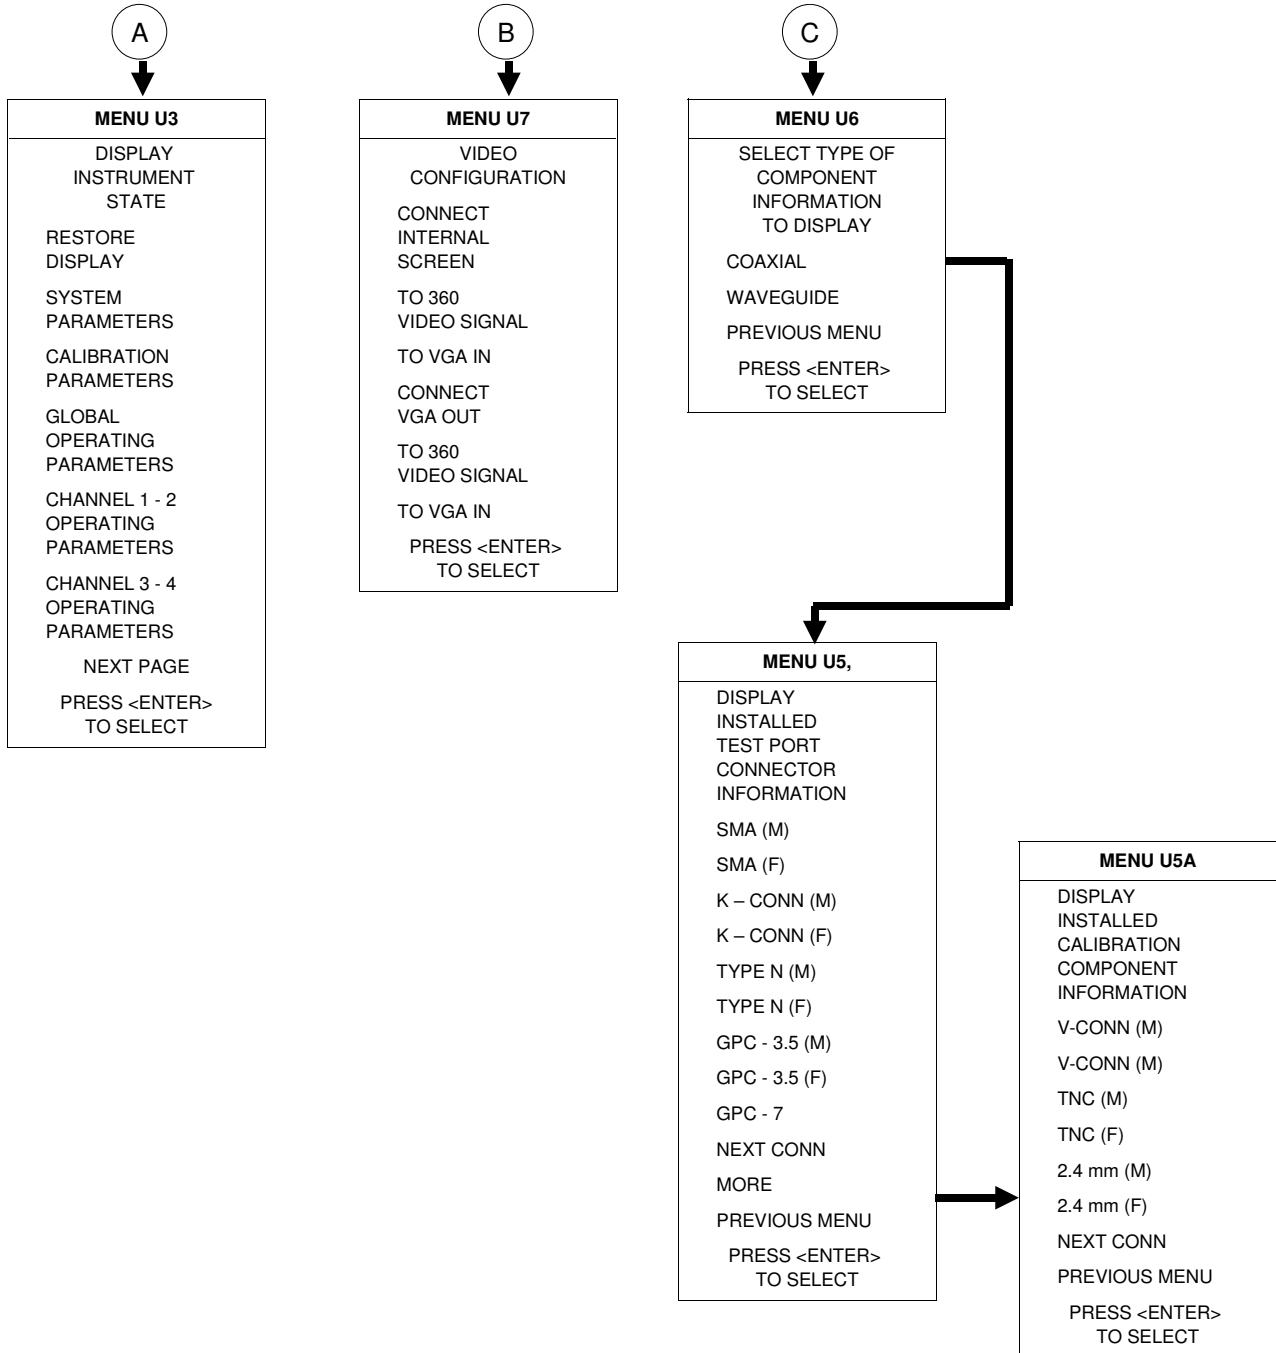 A
MENU U3
DISPLAY
INSTRUMENT
STATE
RESTORE
DISPLAY
SYSTEM
PARAMETERS
CALIBRATION
PARAMETERS
GLOBAL
OPERATING
PARAMETERS
CHANNEL 1 - 2
OPERATING
PARAMETERS
CHANNEL 3 - 4
OPERATING
PARAMETERS
NEXT PAGE
PRESS <ENTER>
TO SELECT
B
MENU U7
VIDEO
CONFIGURATION
CONNECT
INTERNAL
SCREEN
TO 360
VIDEO SIGNAL
TO VGA IN
CONNECT
VGA OUT
TO 360
VIDEO SIGNAL
TO VGA IN
PRESS <ENTER>
TO SELECT
C
MENU U6
SELECT TYPE OF
COMPONENT
INFORMATION
TO DISPLAY
COAXIAL
WAVEGUIDE
PREVIOUS MENU
PRESS <ENTER>
TO SELECT
MENU U5,
DISPLAY
INSTALLED
TEST PORT
CONNECTOR
INFORMATION
SMA (M)
SMA (F)
K – CONN (M)
K – CONN (F)
TYPE N (M)
TYPE N (F)
GPC - 3.5 (M)
GPC - 3.5 (F)
GPC - 7
NEXT CONN
MORE
PREVIOUS MENU
PRESS <ENTER>
TO SELECT
MENU U5A
DISPLAY
INSTALLED
CALIBRATION
COMPONENT
INFORMATION
V-CONN (M)
V-CONN (M)
TNC (M)
TNC (F)
2.4 mm (M)
2.4 mm (F)
NEXT CONN
PREVIOUS MENU
PRESS <ENTER>
TO SELECT